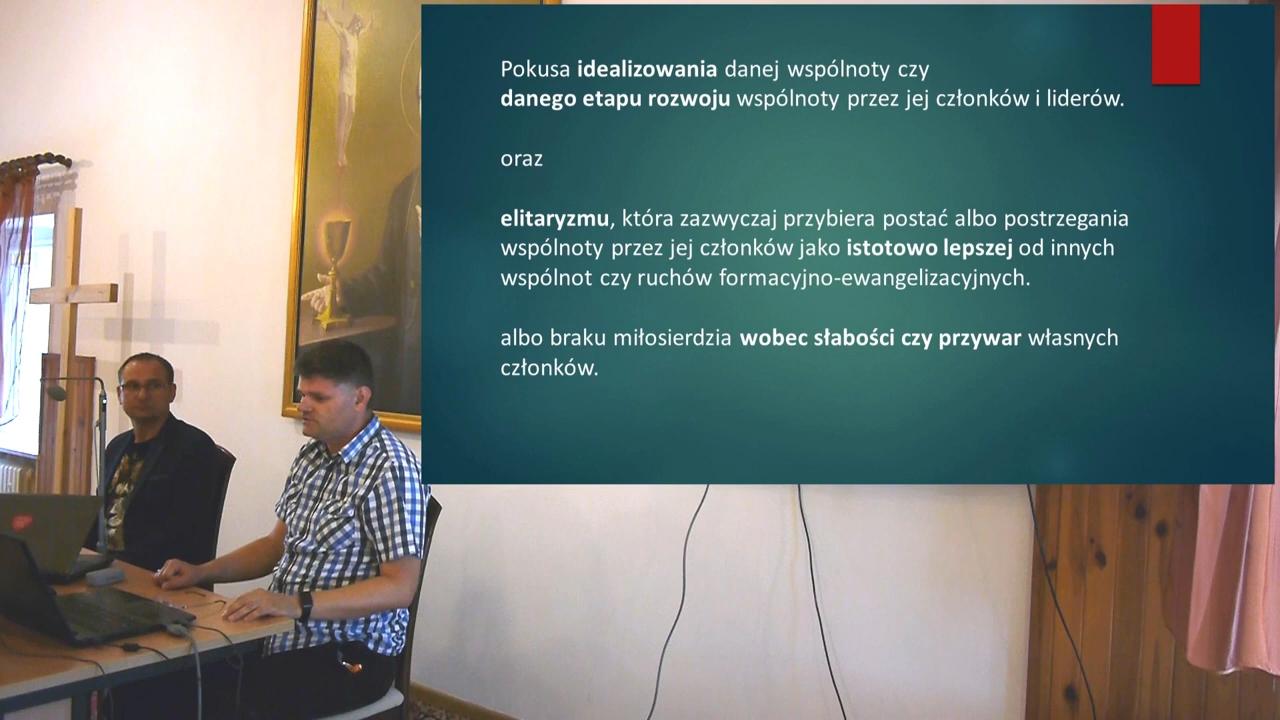 Pokusa idealizowania danej wspólnoty czy
danego etapu rozwoju wspólnoty przez jej członków i liderów.
oraz
elitaryzmu, która zazwyczaj przybiera postać albo postrzegania
wspólnoty przez jej członków jako istotowo lepszej od innych
wspólnot czy ruchów formacyjno-ewangelizacyjnych.
albo braku miłosierdzia wobec słabości czy przywar własnych
członków.